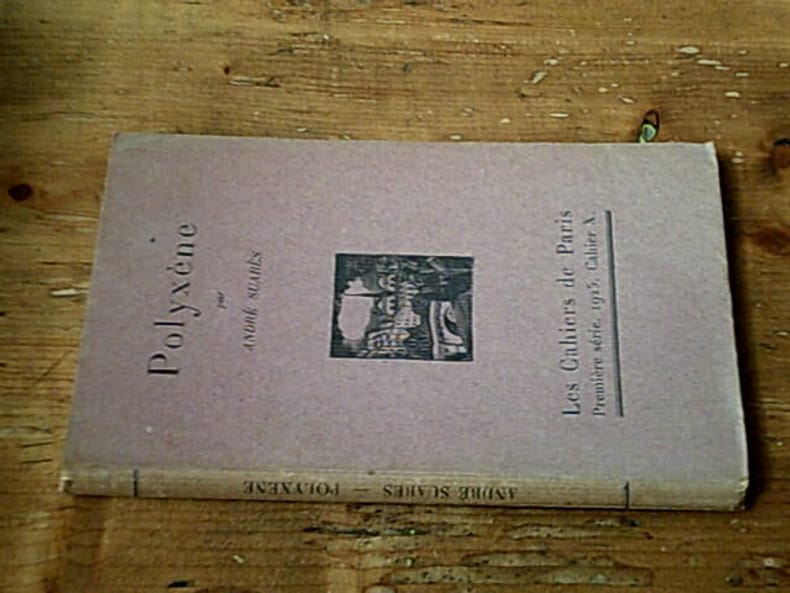 Polyxène
par
ANDRÉ SUARÈS
Les Cahiers de Paris
Première série. 1925. Cahier X.
ANDRÉ SUARÈS — POLYXÈNE